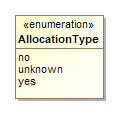 «enumeration»
AllocationType
no
unknown
yes